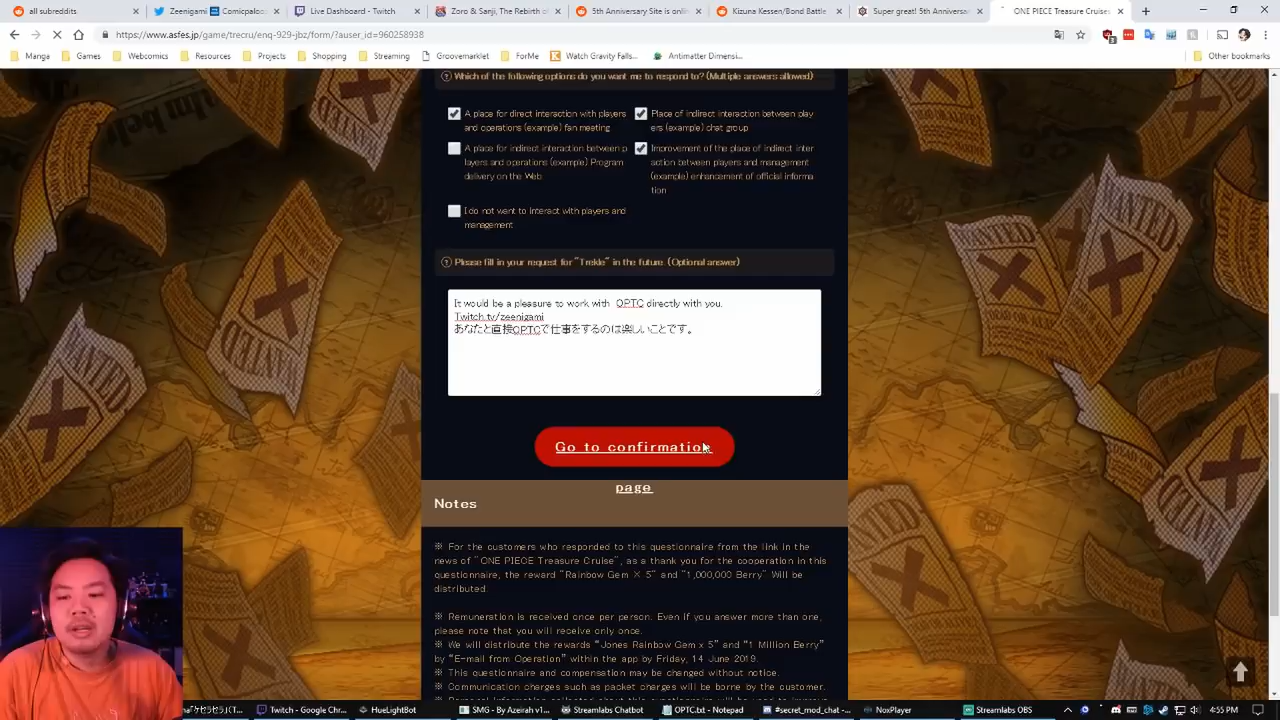 all of fade
Zeenigami
Comicpaloo
Live Dashboard - Twitch
Zoro & Sanji, The Rebirth of
5th Anniversary Site is onlin
Kizuna Kessen/Bond Battle
Super great! 5th Anniversa
ONE PIECE Treasure Cruise
https://www.asfes.jp/game/trecru/enq-929-jbz/form/?auser_id=960258938
Manga
Games
Webcomics
Projects
Shopping
Streaming
Groovemarket
ForMe
Watch Gravity Falls...
Antimatter Dimensi...
Other bookmarks
Which of the following options do you want me to respond to? (Multiple answers allowed)
A place for direct interaction with players
and operations (example) fan meeting
Place of indirect interaction between play
ers (example) chat group
A place for indirect interaction between p
layers and operations (example) Program
delivery on the Web
Improvement of the place of indirect inter
action between players and management
(example) enhancement of official informa
tion
I do not want to interact with players and
management
Please fill in your request for "Trekle" in the future. (Optional answer)
It would be a pleasure to work with OPTC directly with you.
Twitch.tv/zeenigami
あなたと直接OPTCで仕事をするのは楽しいことです。
Go to confirmation
page
Notes
※ For the customers who responded to this questionnaire from the link in the
news of "ONE PIECE Treasure Cruise", as a thank you for the cooperation in this
questionnaire, the reward "Rainbow Gem × 5" and "1,000,000 Berry" Will be
distributed.
※ Remuneration is received once per person. Even if you answer more than one,
please note that you will receive only once.
※ We will distribute the rewards "Jones Rainbow Gem x 5" and "1 Million Berry"
by "E-mail from Operation" within the app by Friday, 14 June 2019.
※ This questionnaire and compensation may be changed without notice.
※ Communication charges such as packet charges will be borne by the customer.
Twitch - Google Chr...
HueLightBot
SMG - By Azeirah v1...
Streamlabs Chatbot
OPTC.txt - Notepad
#secret_mod_chat -...
NoxPlayer
Streamlabs OBS
4:55 PM